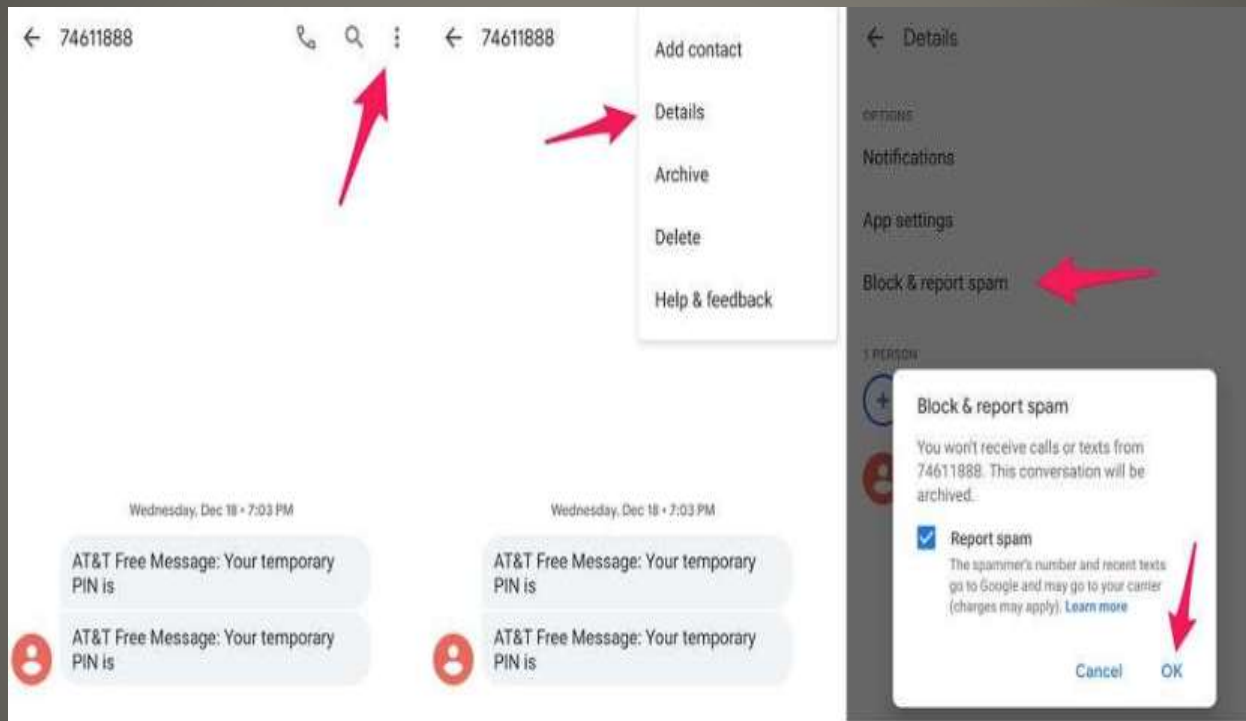 74611888
Wednesday, Dec 18 • 7:03 PM
AT&T Free Message: Your temporary
PIN is
AT&T Free Message: Your temporary
PIN is
74611888
Add contact
Details
Archive
Delete
Help & feedback
Wednesday, Dec 18 • 7:03 PM
AT&T Free Message: Your temporary
PIN is
AT&T Free Message: Your temporary
PIN is
Details
OPTIONS
Notifications
App settings
Block & report spam
1 PERSON
Block & report spam
You won't receive calls or texts from
74611888. This conversation will be
archived.
Report spam
The spammer's number and recent texts
go to Google and may go to your carrier
(charges may apply). Learn more
Cancel OK